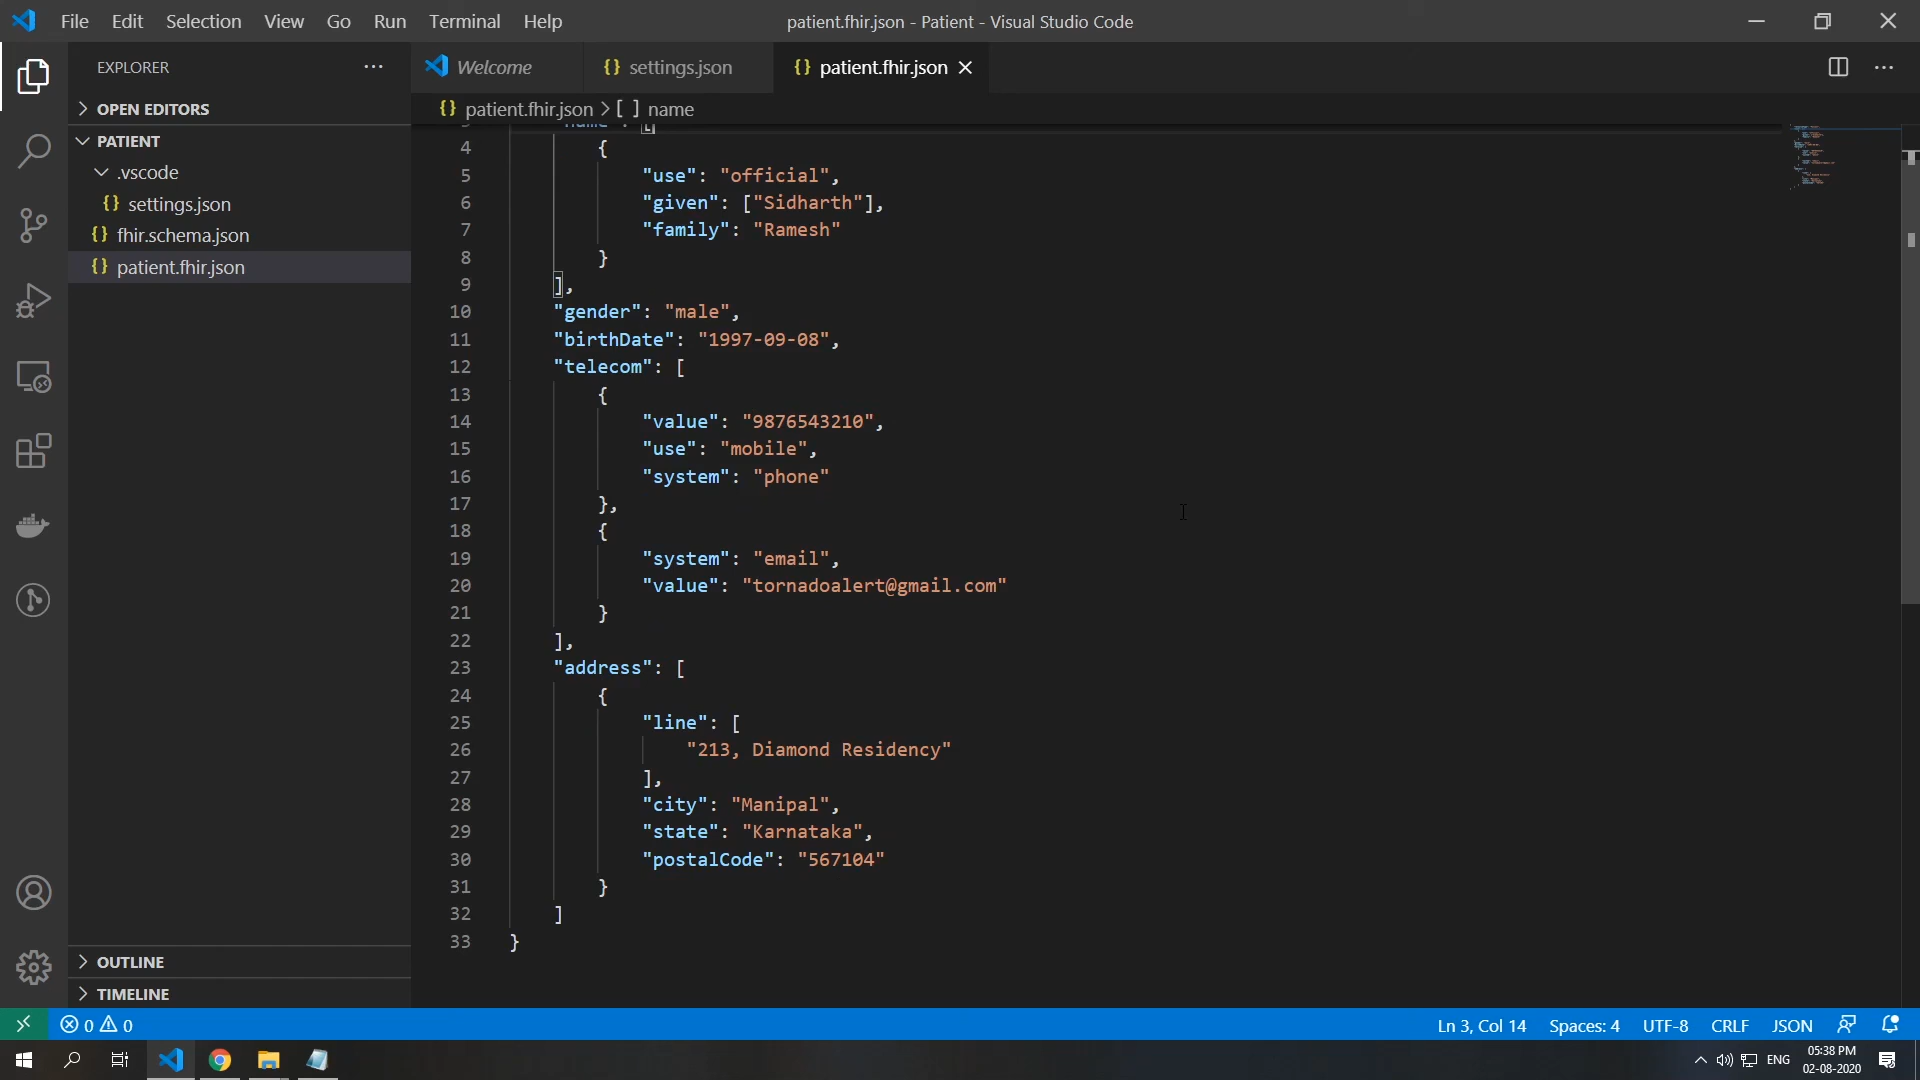 File Edit Selection View Go Run Terminal Help
patient.fhir.json - Patient - Visual Studio Code
EXPLORER
Welcome
{} settings.json
{} patient.fhir.json
OPEN EDITORS
{} patient.fhir.json > [ ] name
PATIENT
.vscode
{} settings.json
{} fhir.schema.json
{} patient.fhir.json
3 "name": [
4 {
5 "use": "official",
6 "given": ["Sidharth"],
7 "family": "Ramesh"
8 }
9 ],
10 "gender": "male",
11 "birthDate": "1997-09-08",
12 "telecom": [
13 {
14 "value": "9876543210",
15 "use": "mobile",
16 "system": "phone"
17 },
18 {
19 "system": "email",
20 "value": "tornadoalert@gmail.com"
21 }
22 ],
23 "address": [
24 {
25 "line": [
26 "213, Diamond Residency"
27 ],
28 "city": "Manipal",
29 "state": "Karnataka",
30 "postalCode": "567104"
31 }
32 ]
33 }
OUTLINE
TIMELINE
0 0
Ln 3, Col 14 Spaces: 4 UTF-8 CRLF JSON
ENG
05:38 PM
02-08-2020